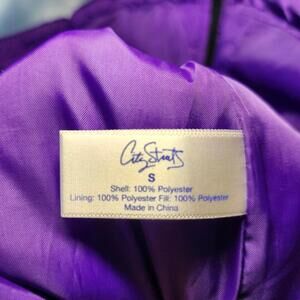 City Streets
S
Shell: 100% Polyester
Lining: 100% Polyester Fill: 100% Polyester
Made in China